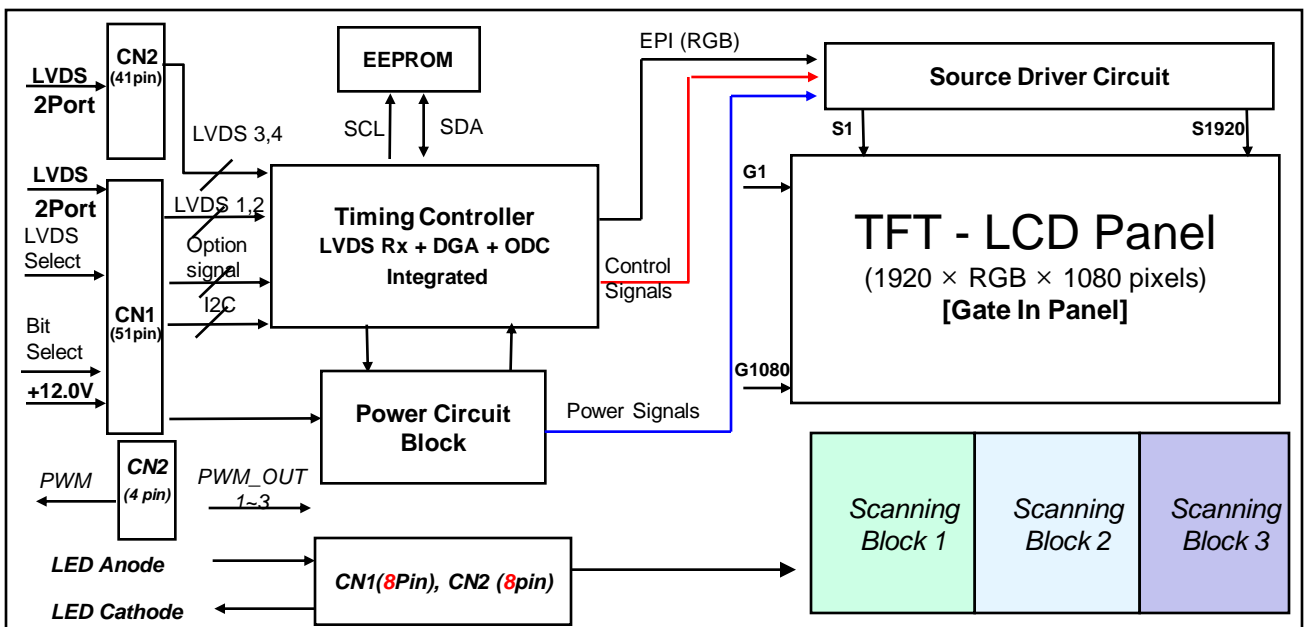 CN2
(41pin)
LVDS
2Port
LVDS 3,4
EEPROM
SCL
SDA
EPI (RGB)
Source Driver Circuit
S1
S1920
LVDS
2Port
LVDS 1,2
LVDS
Select
Option
signal
I2C
CN1
(51pin)
Bit
Select
+12.0V
Timing Controller
LVDS Rx + DGA + ODC
Integrated
Control
Signals
G1
TFT - LCD Panel
(1920 × RGB × 1080 pixels)
[Gate In Panel]
G1080
Power Circuit
Block
Power Signals
CN2
(4 pin)
PWM
PWM_OUT
1~3
LED Anode
LED Cathode
CN1(8Pin), CN2 (8pin)
Scanning
Block 1
Scanning
Block 2
Scanning
Block 3